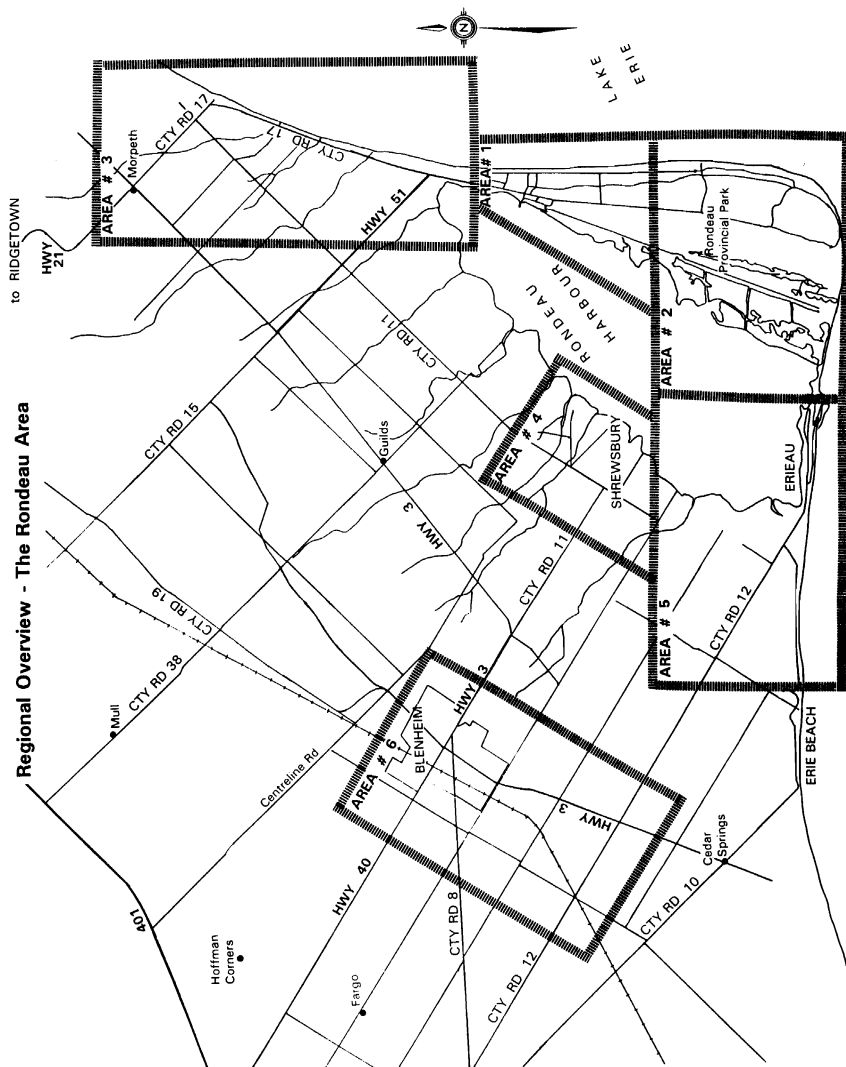 Regional Overview - The Rondeau Area
to RIDGETOWN
HWY
21
N
LAKE
ERIE
AREA # 3
Morpeth
CTY RD 17
CTY RD 17
HWY 51
AREA # 1
RONDEAU
HARBOUR
Rondeau
Provincial Park
AREA # 2
CTY RD 15
CTY RD 11
Guilds
HWY 3
AREA # 4
SHREWSBURY
ERIEAU
CTY RD 11
CTY RD 12
AREA # 5
CTY RD 19
CTY RD 38
Mull
Centreline Rd
AREA # 6
BLENHEIM
HWY 3
HWY 3
ERIE BEACH
Cedar
Springs
CTY RD 10
HWY 40
CTY RD 8
CTY RD 12
401
Hoffman
Corners
Fargo